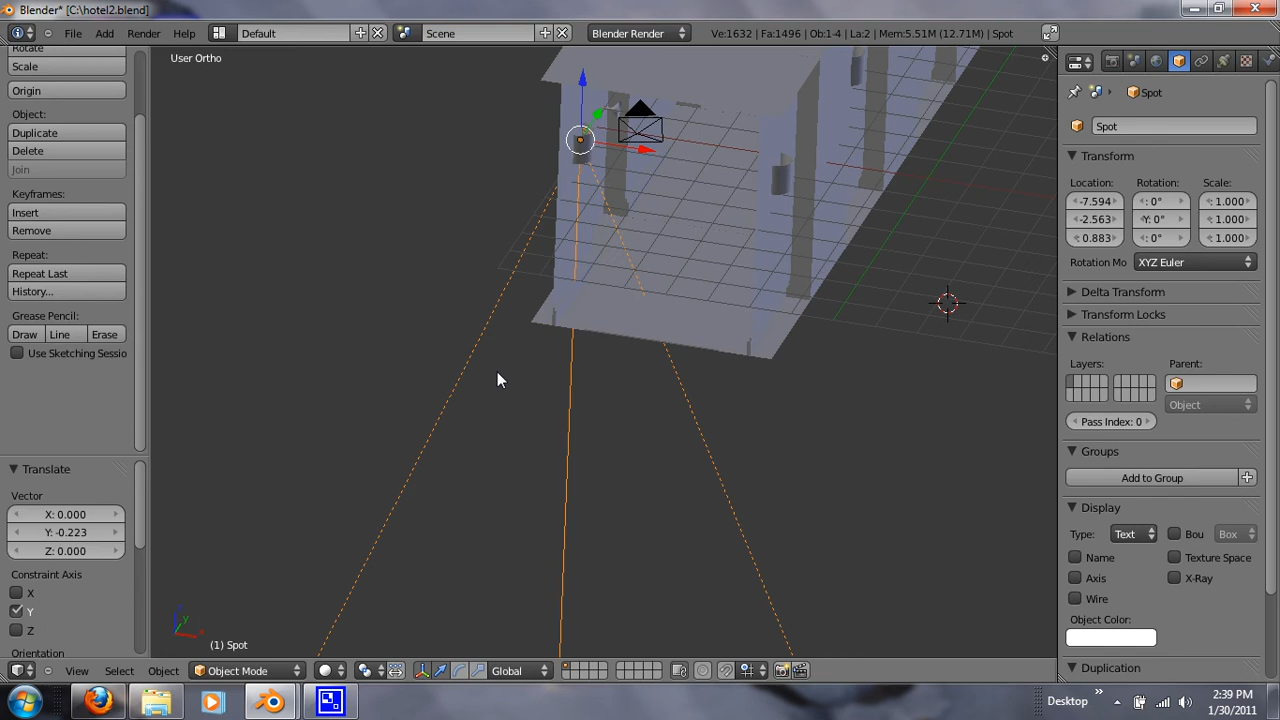 Blender* [C:\hotel2.blend]
File Add Render Help Default Scene Blender Render Ve:1632 | Fa:1496 | Ob:1-4 | La:2 | Mem:5.51M (12.71M) | Spot
Rotate
Scale
Origin
Object:
Duplicate
Delete
Join
Keyframes:
Insert
Remove
Repeat:
Repeat Last
History...
Grease Pencil:
Draw Line Erase
Use Sketching Sessio
Translate
Vector
X: 0.000
Y: -0.223
Z: 0.000
Constraint Axis
X
Y
Z
Orientation
User Ortho
(1) Spot
View Select Object Object Mode Global
Spot
Spot
Transform
Location: Rotation: Scale:
-7.594 : 0° : 1.000
-2.563 Y: 0° : 1.000
0.883 : 0° : 1.000
Rotation Mo XYZ Euler
Delta Transform
Transform Locks
Relations
Layers: Parent:
Object
Pass Index: 0
Groups
Add to Group
Display
Type: Text Bou Box
Name Texture Space
Axis X-Ray
Wire
Object Color:
Duplication
Desktop » 2:39 PM
1/30/2011